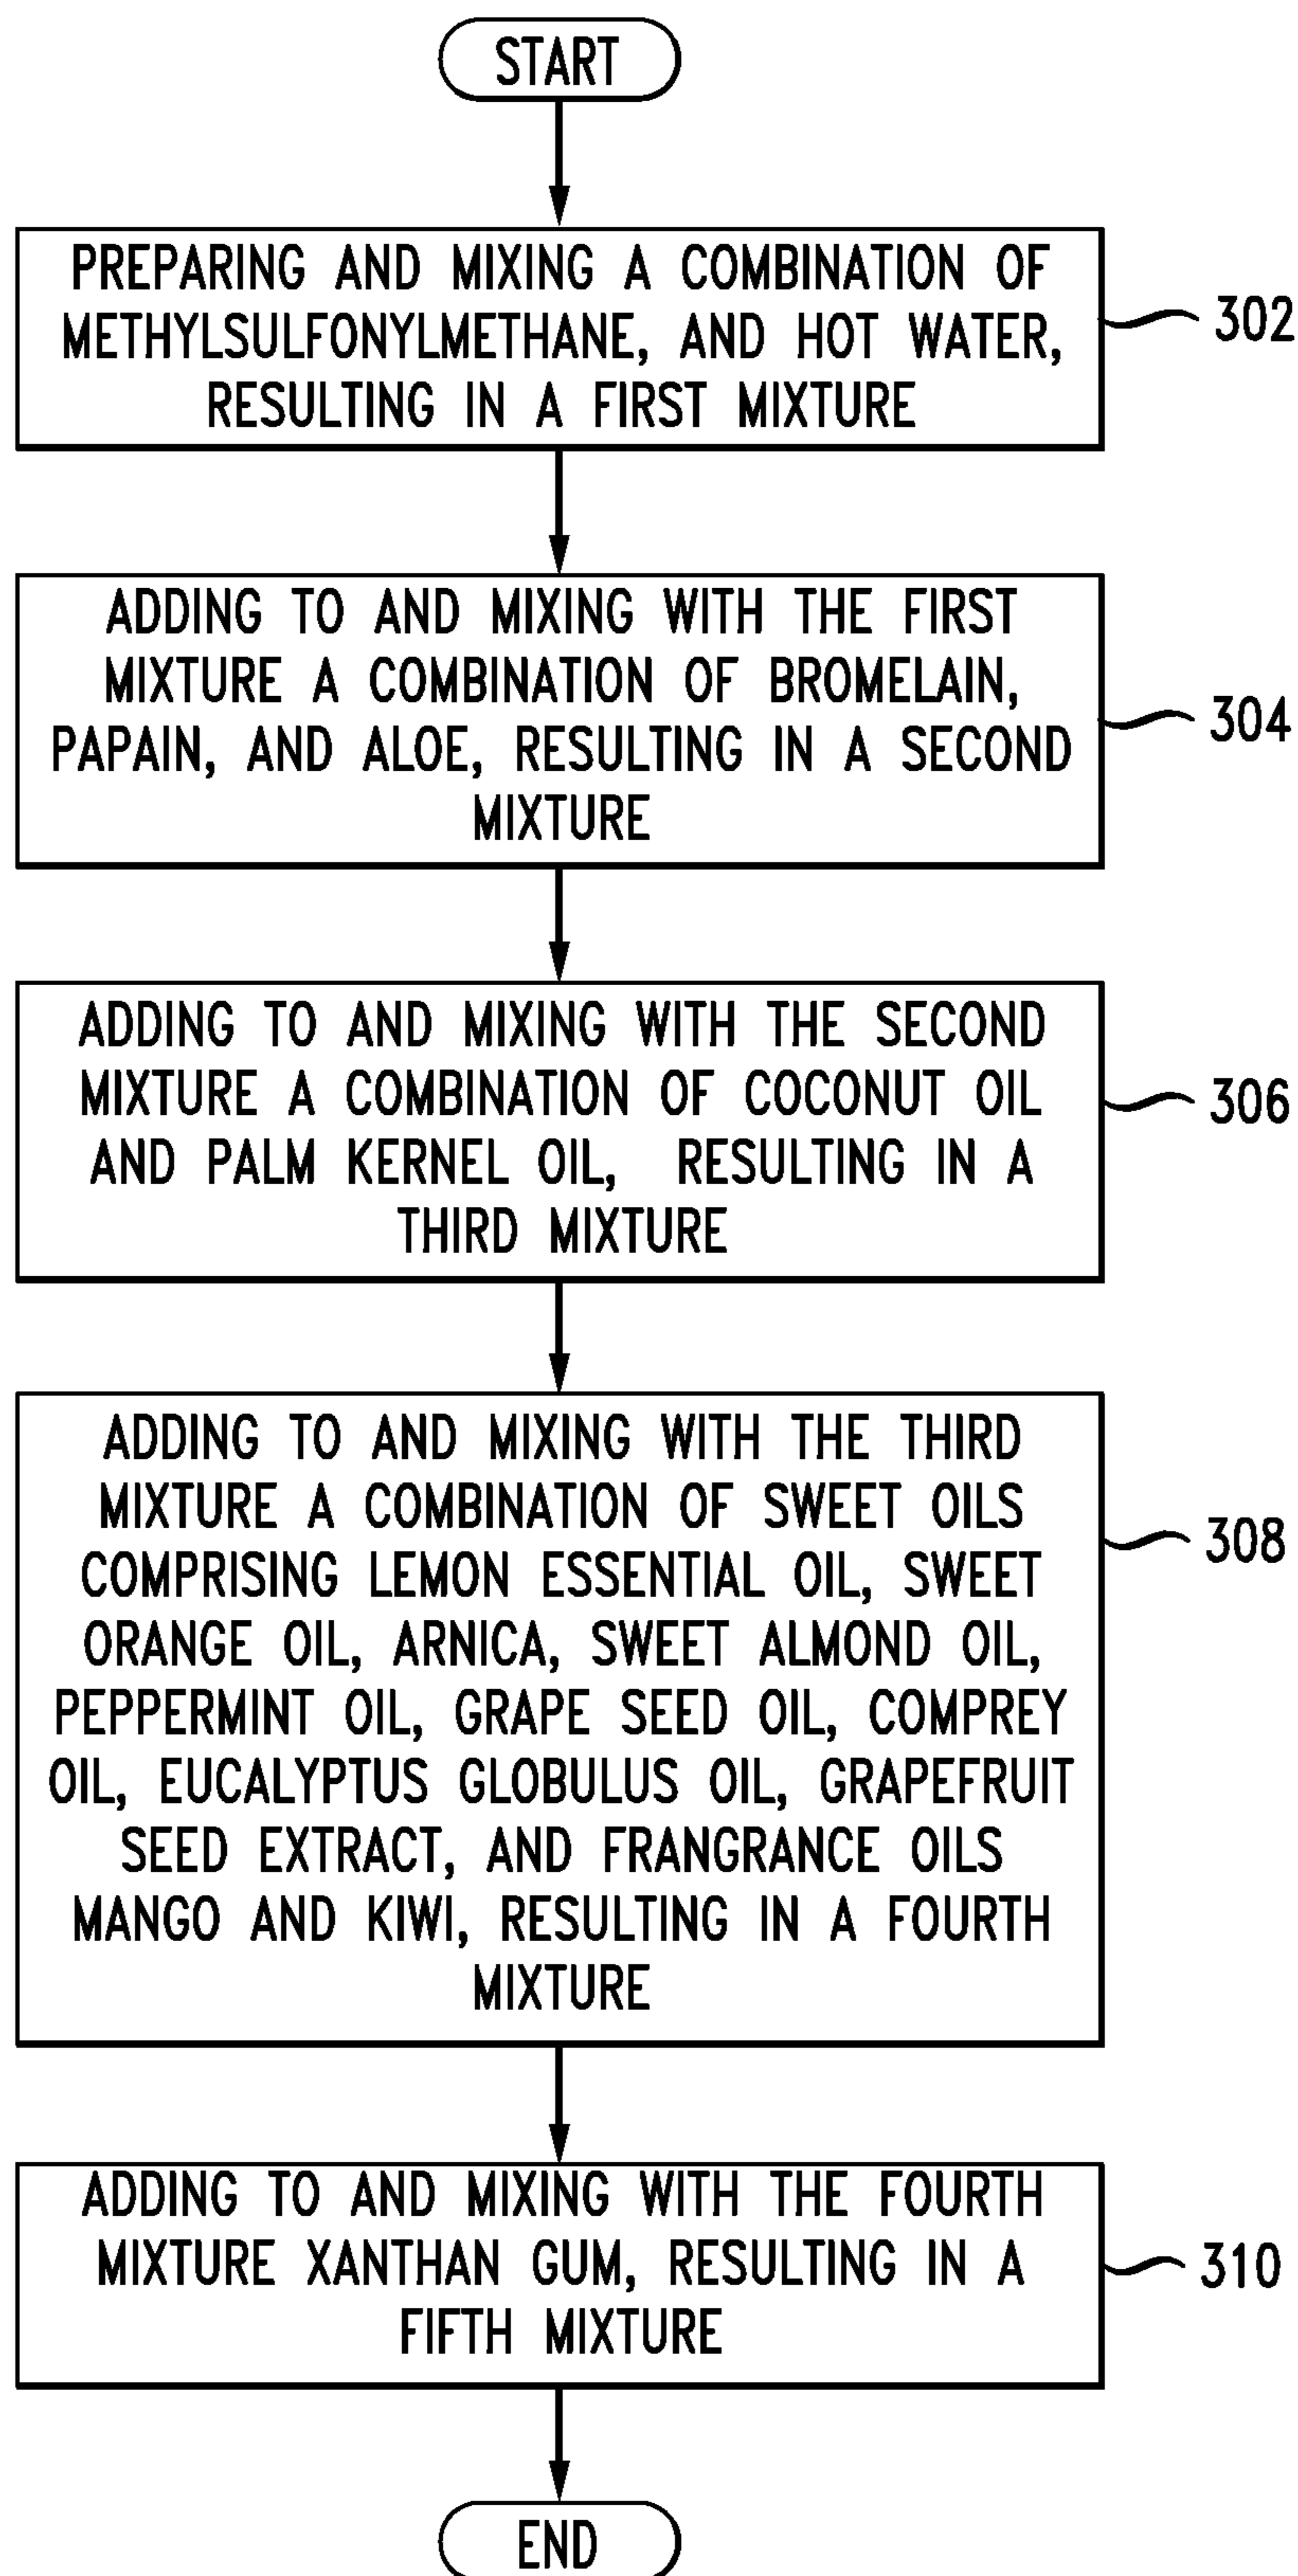 START
PREPARING AND MIXING A COMBINATION OF
METHYLSULFONYLMETHANE, AND HOT WATER,
RESULTING IN A FIRST MIXTURE
302
ADDING TO AND MIXING WITH THE FIRST
MIXTURE A COMBINATION OF BROMELAIN,
PAPAIN, AND ALOE, RESULTING IN A SECOND
MIXTURE
304
ADDING TO AND MIXING WITH THE SECOND
MIXTURE A COMBINATION OF COCONUT OIL
AND PALM KERNEL OIL, RESULTING IN A
THIRD MIXTURE
306
ADDING TO AND MIXING WITH THE THIRD
MIXTURE A COMBINATION OF SWEET OILS
COMPRISING LEMON ESSENTIAL OIL, SWEET
ORANGE OIL, ARNICA, SWEET ALMOND OIL,
PEPPERMINT OIL, GRAPE SEED OIL, COMPREY
OIL, EUCALYPTUS GLOBULUS OIL, GRAPEFRUIT
SEED EXTRACT, AND FRANGRANCE OILS
MANGO AND KIWI, RESULTING IN A FOURTH
MIXTURE
308
ADDING TO AND MIXING WITH THE FOURTH
MIXTURE XANTHAN GUM, RESULTING IN A
FIFTH MIXTURE
310
END